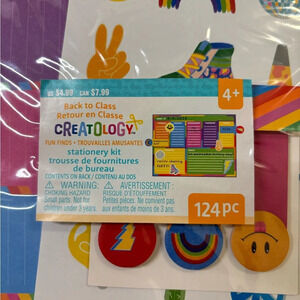 US $4.99 CAN $7.99
Back to Class
Retour en Classe
CREATOLOGY
FUN FINDS • TROUVAILLES AMUSANTES
stationery kit
trousse de fournitures
de bureau
CONTENTS ON BACK / CONTENU AU DOS
⚠ WARNING:
CHOKING HAZARD
Small parts. Not for
children under 3 years.
⚠ AVERTISSEMENT:
RISQUE D'ÉTOUFFEMENT
Petites pièces. Ne convient pas
aux enfants de moins de 3 ans.
4+
124 pc